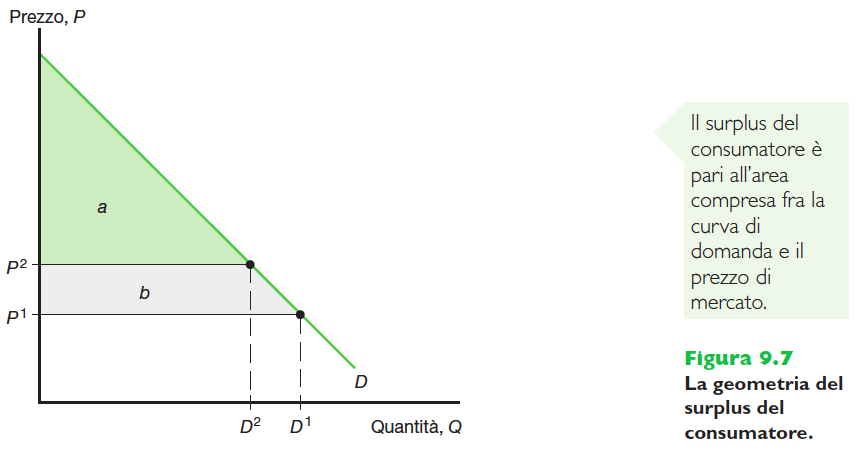 Prezzo, P
a
P²
b
P¹
D
D² D¹ Quantità, Q
Il surplus del
consumatore è
pari all'area
compresa fra la
curva di
domanda e il
prezzo di
mercato.
Figura 9.7
La geometria del
surplus del
consumatore.